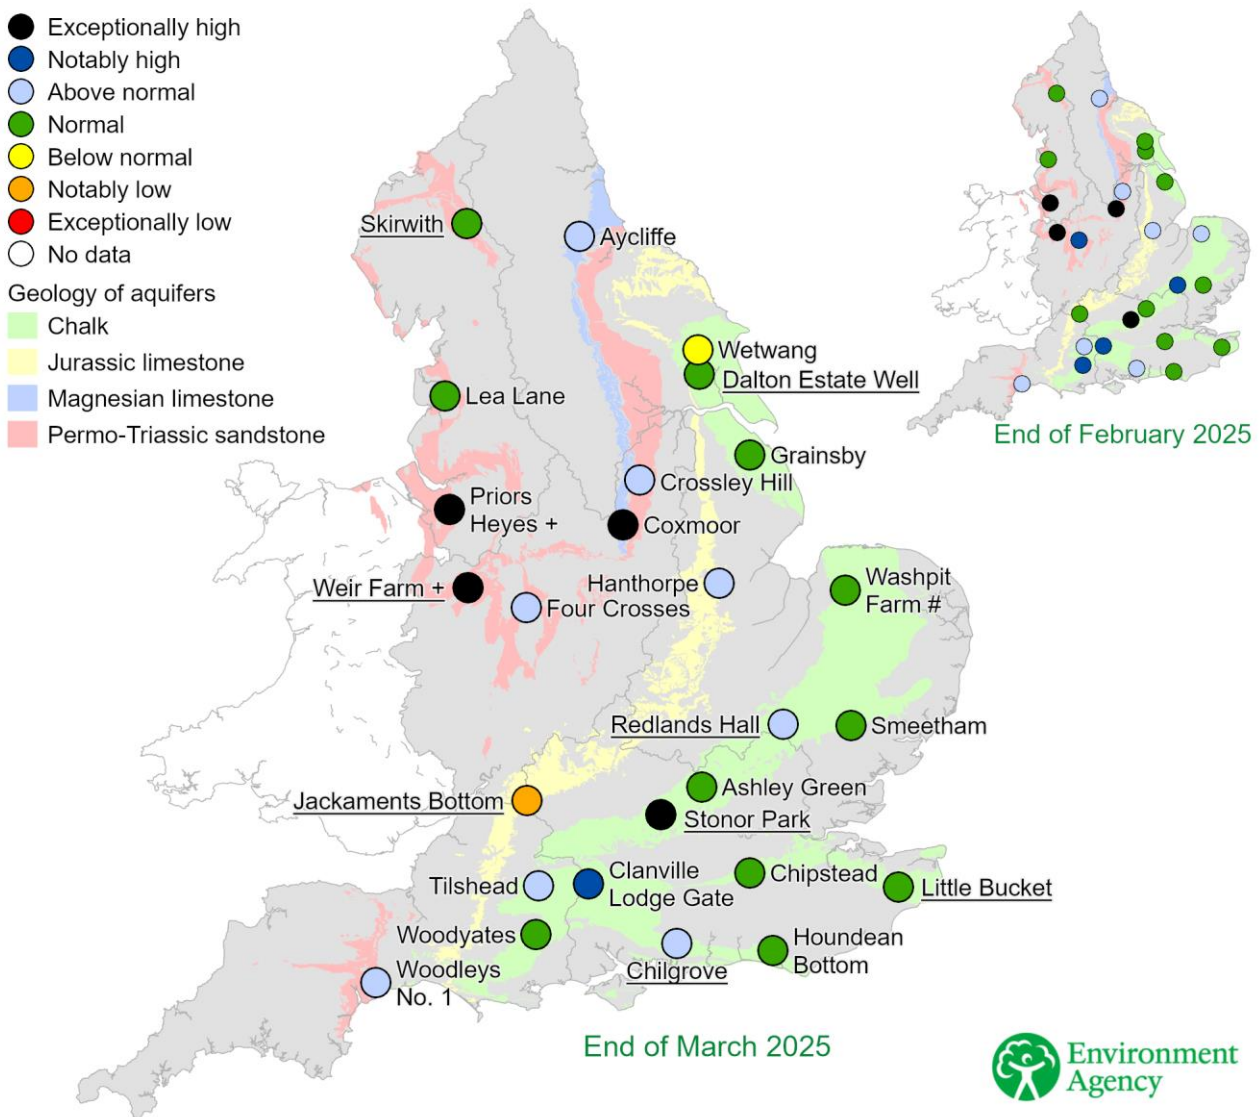 Exceptionally high
Notably high
Above normal
Normal
Below normal
Notably low
Exceptionally low
No data
Geology of aquifers
Chalk
Jurassic limestone
Magnesian limestone
Permo-Triassic sandstone
Skirwith
Aycliffe
Wetwang
Dalton Estate Well
Lea Lane
Grainsby
Crossley Hill
Priors
Heyes +
Coxmoor
Weir Farm +
Hanthorpe
Four Crosses
Washpit
Farm #
Redlands Hall
Smeetham
Jackaments Bottom
Ashley Green
Stonor Park
Tilshead
Clanville
Lodge Gate
Chipstead
Little Bucket
Woodyates
Chilgrove
Houndean
Bottom
Woodleys
No. 1
End of March 2025
End of February 2025
Environment
Agency